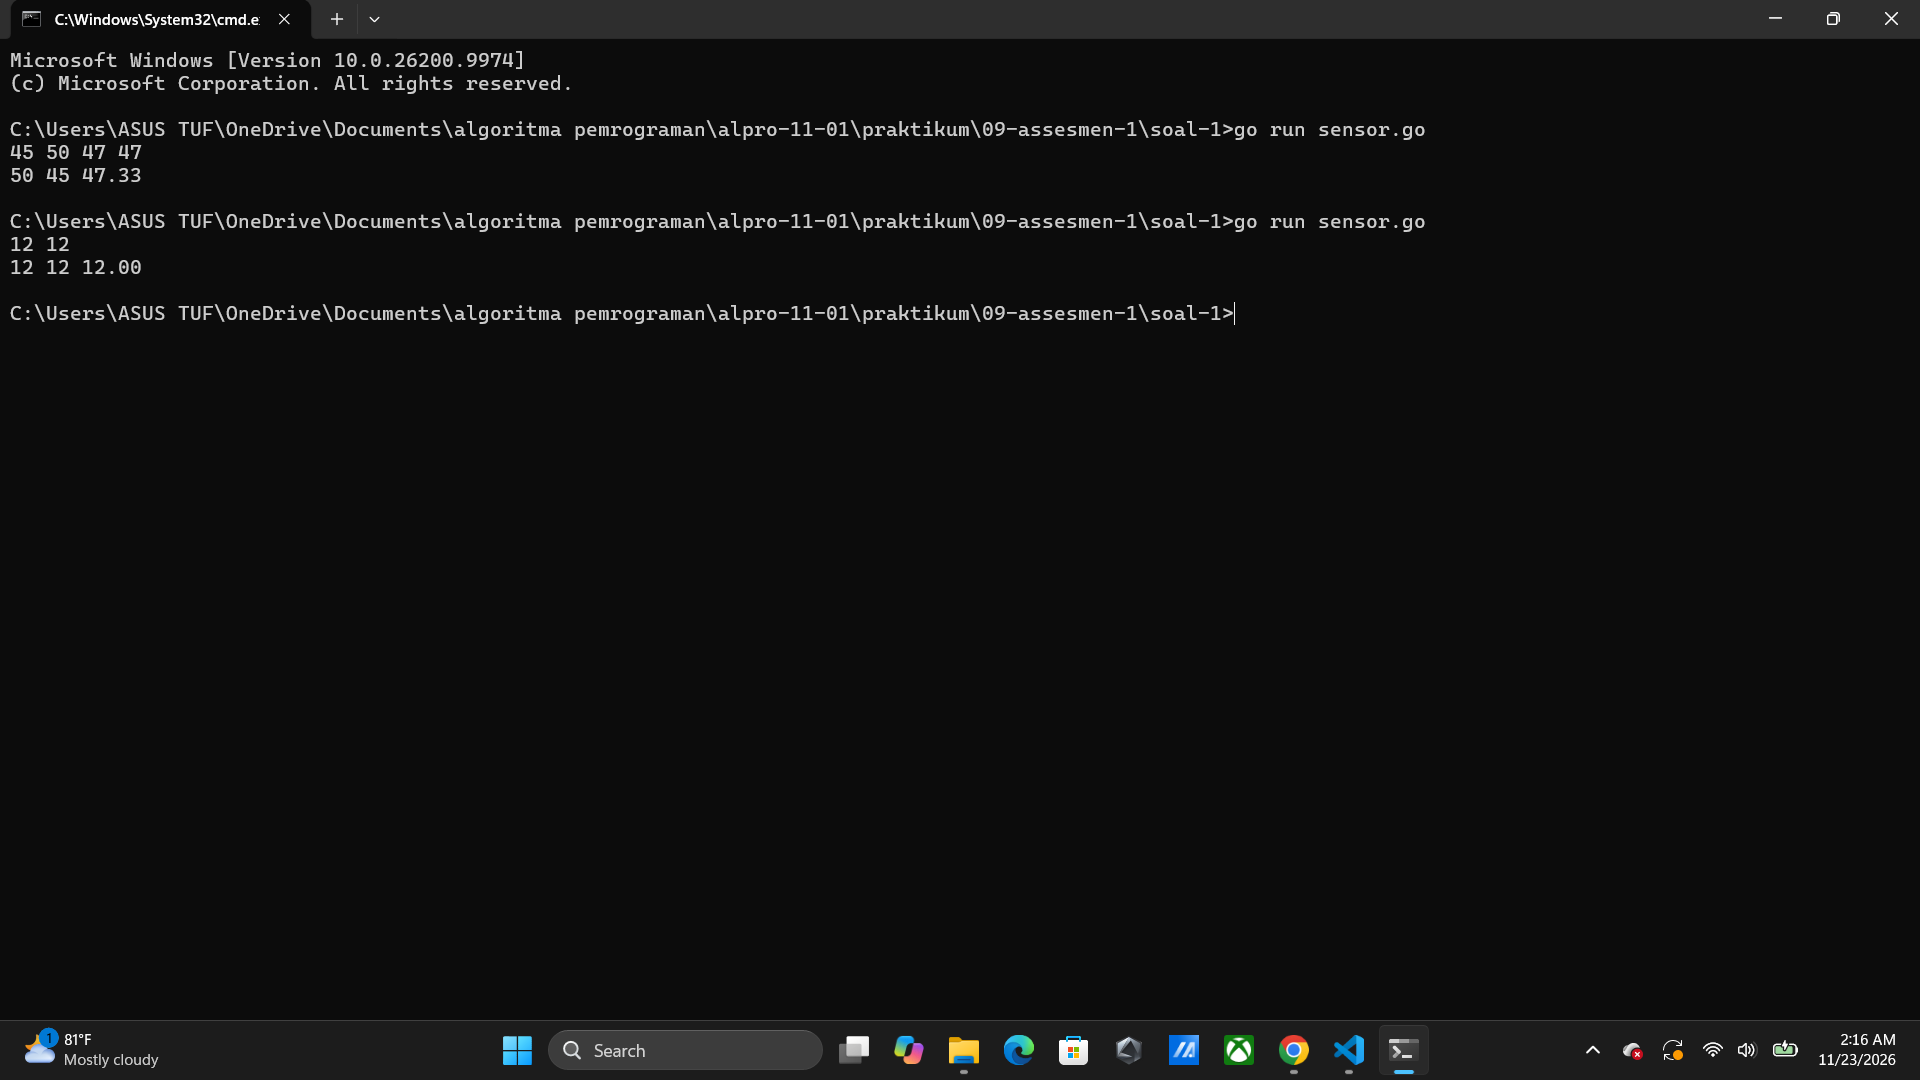 C:\Windows\System32\cmd.e
Microsoft Windows [Version 10.0.26200.9974]
(c) Microsoft Corporation. All rights reserved.
C:\Users\ASUS TUF\OneDrive\Documents\algoritma pemrograman\alpro-11-01\praktikum\09-assesmen-1\soal-1>go run sensor.go
45 50 47 47
50 45 47.33
C:\Users\ASUS TUF\OneDrive\Documents\algoritma pemrograman\alpro-11-01\praktikum\09-assesmen-1\soal-1>go run sensor.go
12 12
12 12 12.00
C:\Users\ASUS TUF\OneDrive\Documents\algoritma pemrograman\alpro-11-01\praktikum\09-assesmen-1\soal-1>
1
81°F
Mostly cloudy
Search
2:16 AM
11/23/2026